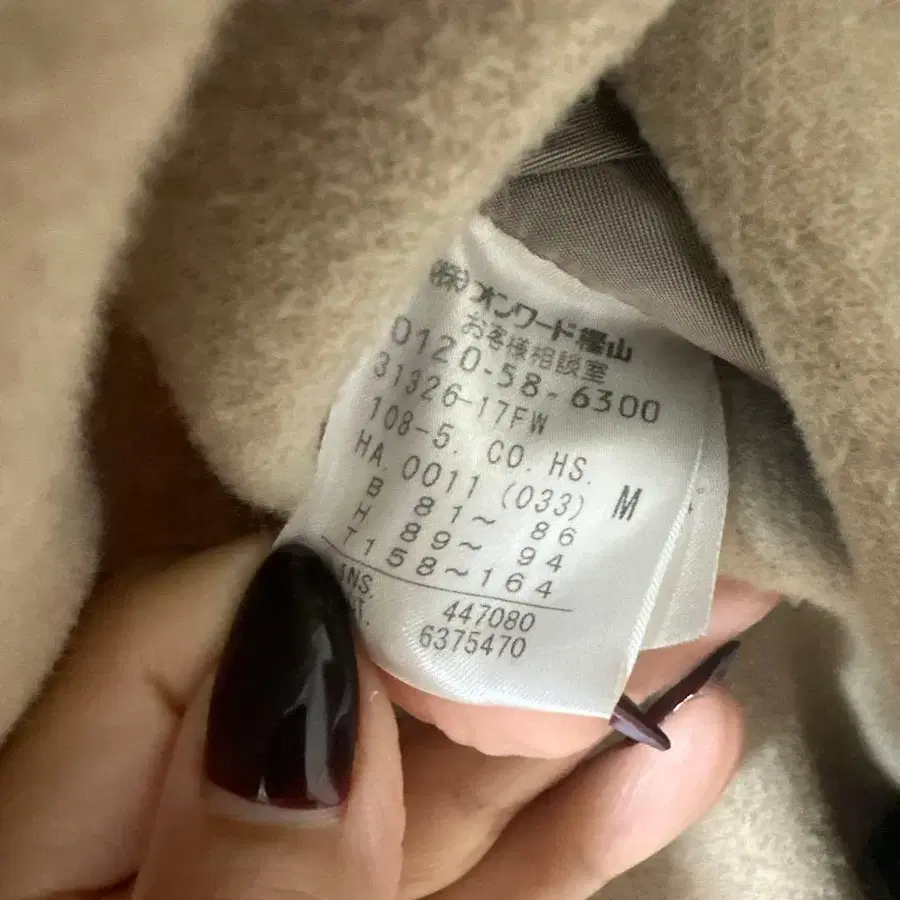 (株)オンワード樫山
お客様相談室
0120-58-6300
31326-17FW
108-5. CO. HS.
HA. 0011 (033) M
B 81~ 86
H 89~ 94
T158~164
INS. 447080
6375470